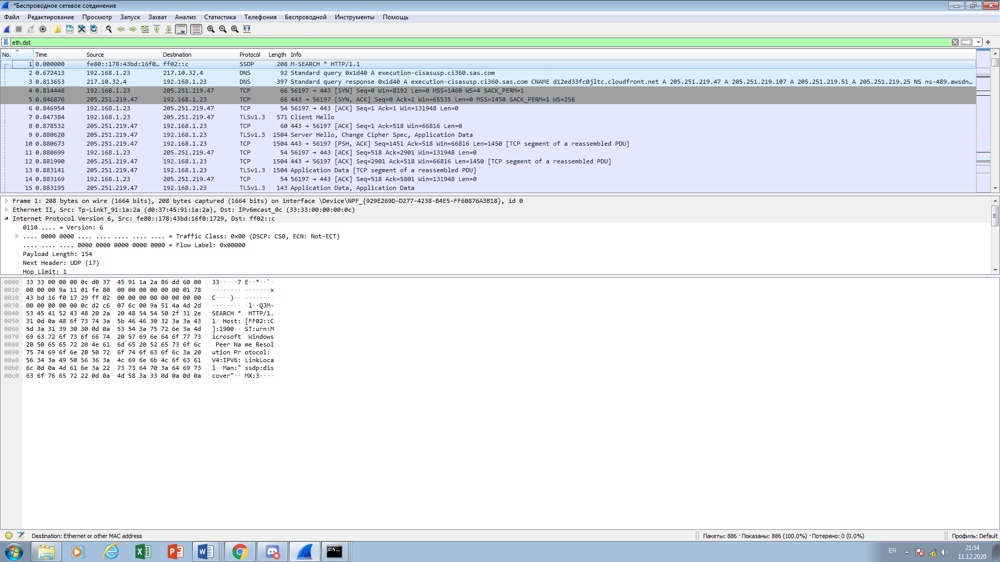 *Беспроводное сетевое соединение
Файл Редактирование Просмотр Запуск Захват Анализ Статистика Телефония Беспроводной Инструменты Помощь
eth.dst
No. Time Source Destination Protocol Length Info
1 0.000000 fe80::178:43bd:16f0… ff02::c SSDP 208 M-SEARCH * HTTP/1.1
2 0.672413 192.168.1.23 217.10.32.4 DNS 92 Standard query 0x1d40 A execution-cisasusp.ci360.sas.com
3 0.813653 217.10.32.4 192.168.1.23 DNS 397 Standard query response 0x1d40 A execution-cisasusp.ci360.sas.com CNAME d12ed33fc0jltc.cloudfront.net A 205.251.219.47 A 205.251.219.107 A 205.251.219.51 A 205.251.219.25 NS ns-489.awsdn…
4 0.814448 192.168.1.23 205.251.219.47 TCP 66 56197 → 443 [SYN] Seq=0 Win=8192 Len=0 MSS=1460 WS=4 SACK_PERM=1
5 0.846876 205.251.219.47 192.168.1.23 TCP 66 443 → 56197 [SYN, ACK] Seq=0 Ack=1 Win=65535 Len=0 MSS=1450 SACK_PERM=1 WS=256
6 0.846954 192.168.1.23 205.251.219.47 TCP 54 56197 → 443 [ACK] Seq=1 Ack=1 Win=131948 Len=0
7 0.847384 192.168.1.23 205.251.219.47 TLSv1.3 571 Client Hello
8 0.878532 205.251.219.47 192.168.1.23 TCP 60 443 → 56197 [ACK] Seq=1 Ack=518 Win=66816 Len=0
9 0.880620 205.251.219.47 192.168.1.23 TLSv1.3 1504 Server Hello, Change Cipher Spec, Application Data
10 0.880673 205.251.219.47 192.168.1.23 TCP 1504 443 → 56197 [PSH, ACK] Seq=1451 Ack=518 Win=66816 Len=1450 [TCP segment of a reassembled PDU]
11 0.880699 192.168.1.23 205.251.219.47 TCP 54 56197 → 443 [ACK] Seq=518 Ack=2901 Win=131948 Len=0
12 0.881990 205.251.219.47 192.168.1.23 TCP 1504 443 → 56197 [ACK] Seq=2901 Ack=518 Win=66816 Len=1450 [TCP segment of a reassembled PDU]
13 0.883141 205.251.219.47 192.168.1.23 TLSv1.3 1504 Application Data [TCP segment of a reassembled PDU]
14 0.883169 192.168.1.23 205.251.219.47 TCP 54 56197 → 443 [ACK] Seq=518 Ack=5801 Win=131948 Len=0
15 0.883195 205.251.219.47 192.168.1.23 TLSv1.3 143 Application Data, Application Data
Frame 1: 208 bytes on wire (1664 bits), 208 bytes captured (1664 bits) on interface \Device\NPF_{929E269D-D277-4238-B4E5-FF60876A3B18}, id 0
Ethernet II, Src: Tp-LinkT_91:1a:2a (d0:37:45:91:1a:2a), Dst: IPv6mcast_0c (33:33:00:00:00:0c)
Internet Protocol Version 6, Src: fe80::178:43bd:16f0:1729, Dst: ff02::c
0110 .... = Version: 6
.... 0000 0000 .... .... .... .... .... = Traffic Class: 0x00 (DSCP: CS0, ECN: Not-ECT)
.... .... .... 0000 0000 0000 0000 0000 = Flow Label: 0x00000
Payload Length: 154
Next Header: UDP (17)
Hop Limit: 1
0000 33 33 00 00 00 0c d0 37 45 91 1a 2a 86 dd 60 00 33·····7 E··*··`·
0010 00 00 00 9a 11 01 fe 80 00 00 00 00 00 00 01 78 ········ ·······x
0020 43 bd 16 f0 17 29 ff 02 00 00 00 00 00 00 00 00 C····)·· ········
0030 00 00 00 00 00 0c d2 c6 07 6c 00 9a 51 4a 4d 2d ········ ·l··QJM-
0040 53 45 41 52 43 48 20 2a 20 48 54 54 50 2f 31 2e SEARCH * HTTP/1.
0050 31 0d 0a 48 6f 73 74 3a 5b 46 46 30 32 3a 3a 43 1··Host: [FF02::C
0060 5d 3a 31 39 30 30 0d 0a 53 54 3a 75 72 6e 3a 4d ]:1900·· ST:urn:M
0070 69 63 72 6f 73 6f 66 74 20 57 69 6e 64 6f 77 73 icrosoft Windows
0080 20 50 65 65 72 20 4e 61 6d 65 20 52 65 73 6f 6c Peer Na me Resol
0090 75 74 69 6f 6e 20 50 72 6f 74 6f 63 6f 6c 3a 20 ution Pr otocol:
00a0 56 34 3a 49 50 56 36 3a 4c 69 6e 6b 4c 6f 63 61 V4:IPV6: LinkLoca
00b0 6c 0d 0a 4d 61 6e 3a 22 73 73 64 70 3a 64 69 73 l··Man:" ssdp:dis
00c0 63 6f 76 65 72 22 0d 0a 4d 58 3a 33 0d 0a 0d 0a cover"·· MX:3····
Destination: Ethernet or other MAC address
Пакеты: 886 · Показаны: 886 (100.0%) · Потеряно: 0 (0.0%)
Профиль: Default
EN
21:54
11.12.2020